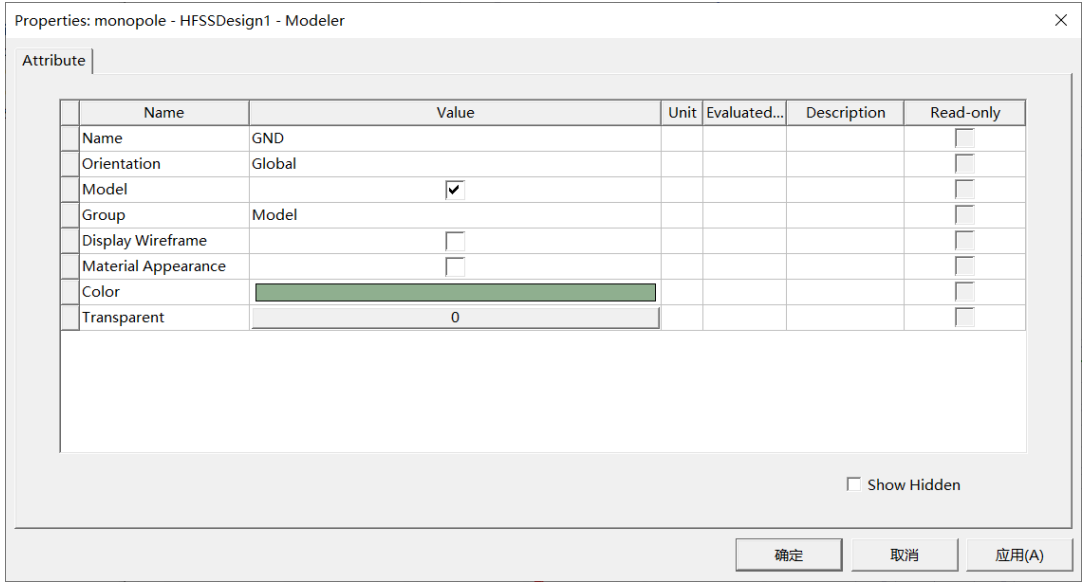 Properties: monopole - HFSSDesign1 - Modeler
Attribute
Name Value Unit Evaluated... Description Read-only
Name GND
Orientation Global
Model
Group Model
Display Wireframe
Material Appearance
Color
Transparent 0
Show Hidden
确定 取消 应用(A)